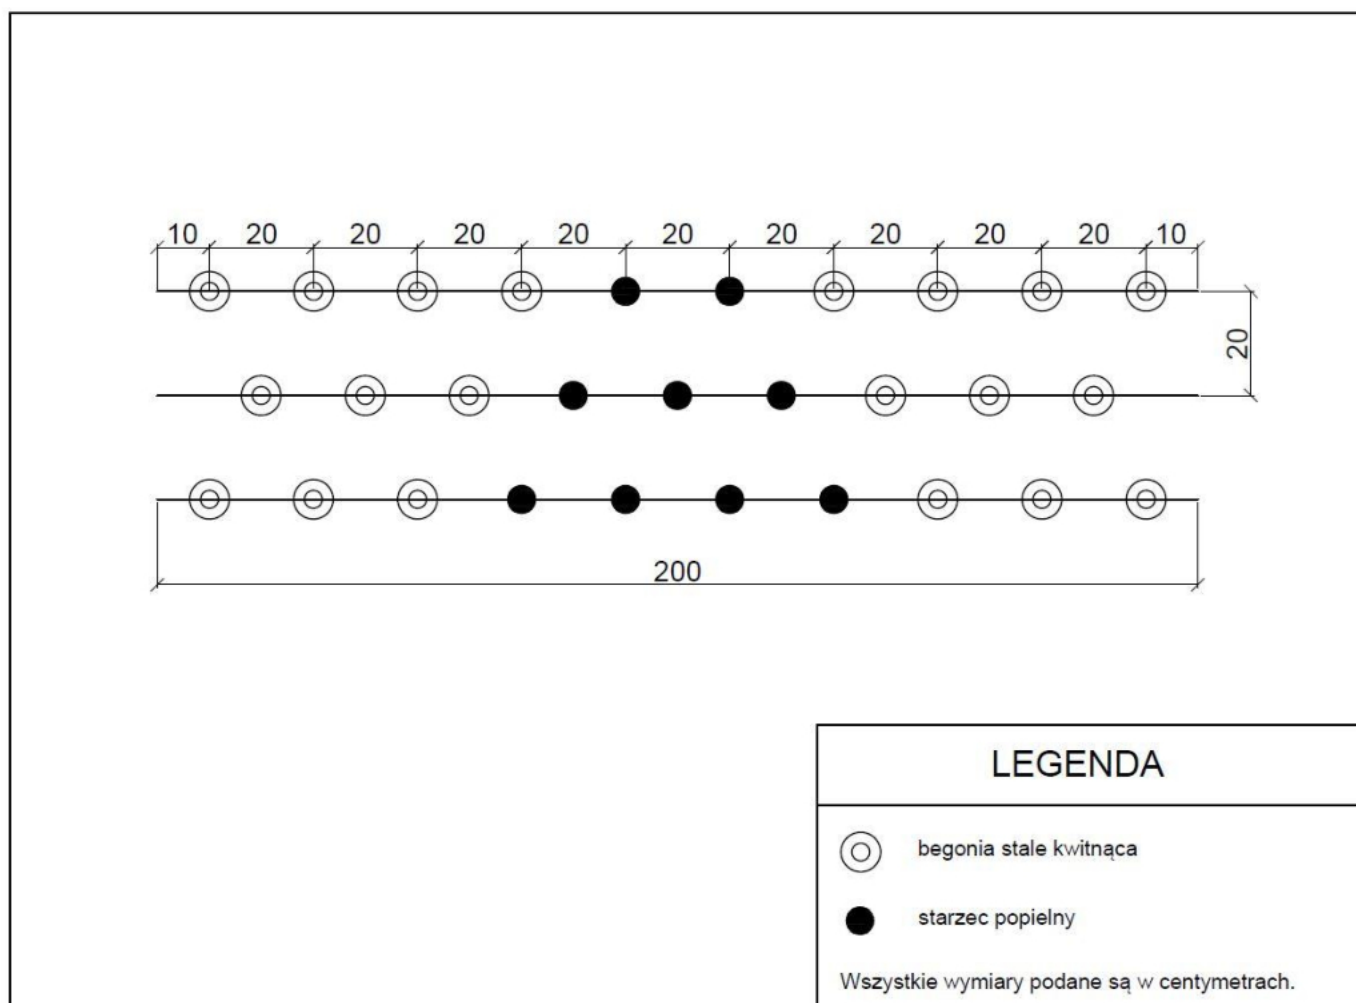 10 20 20 20 20 20 20 20 20 20 10
20
200
LEGENDA
begonia stale kwitnąca
starzec popielny
Wszystkie wymiary podane są w centymetrach.